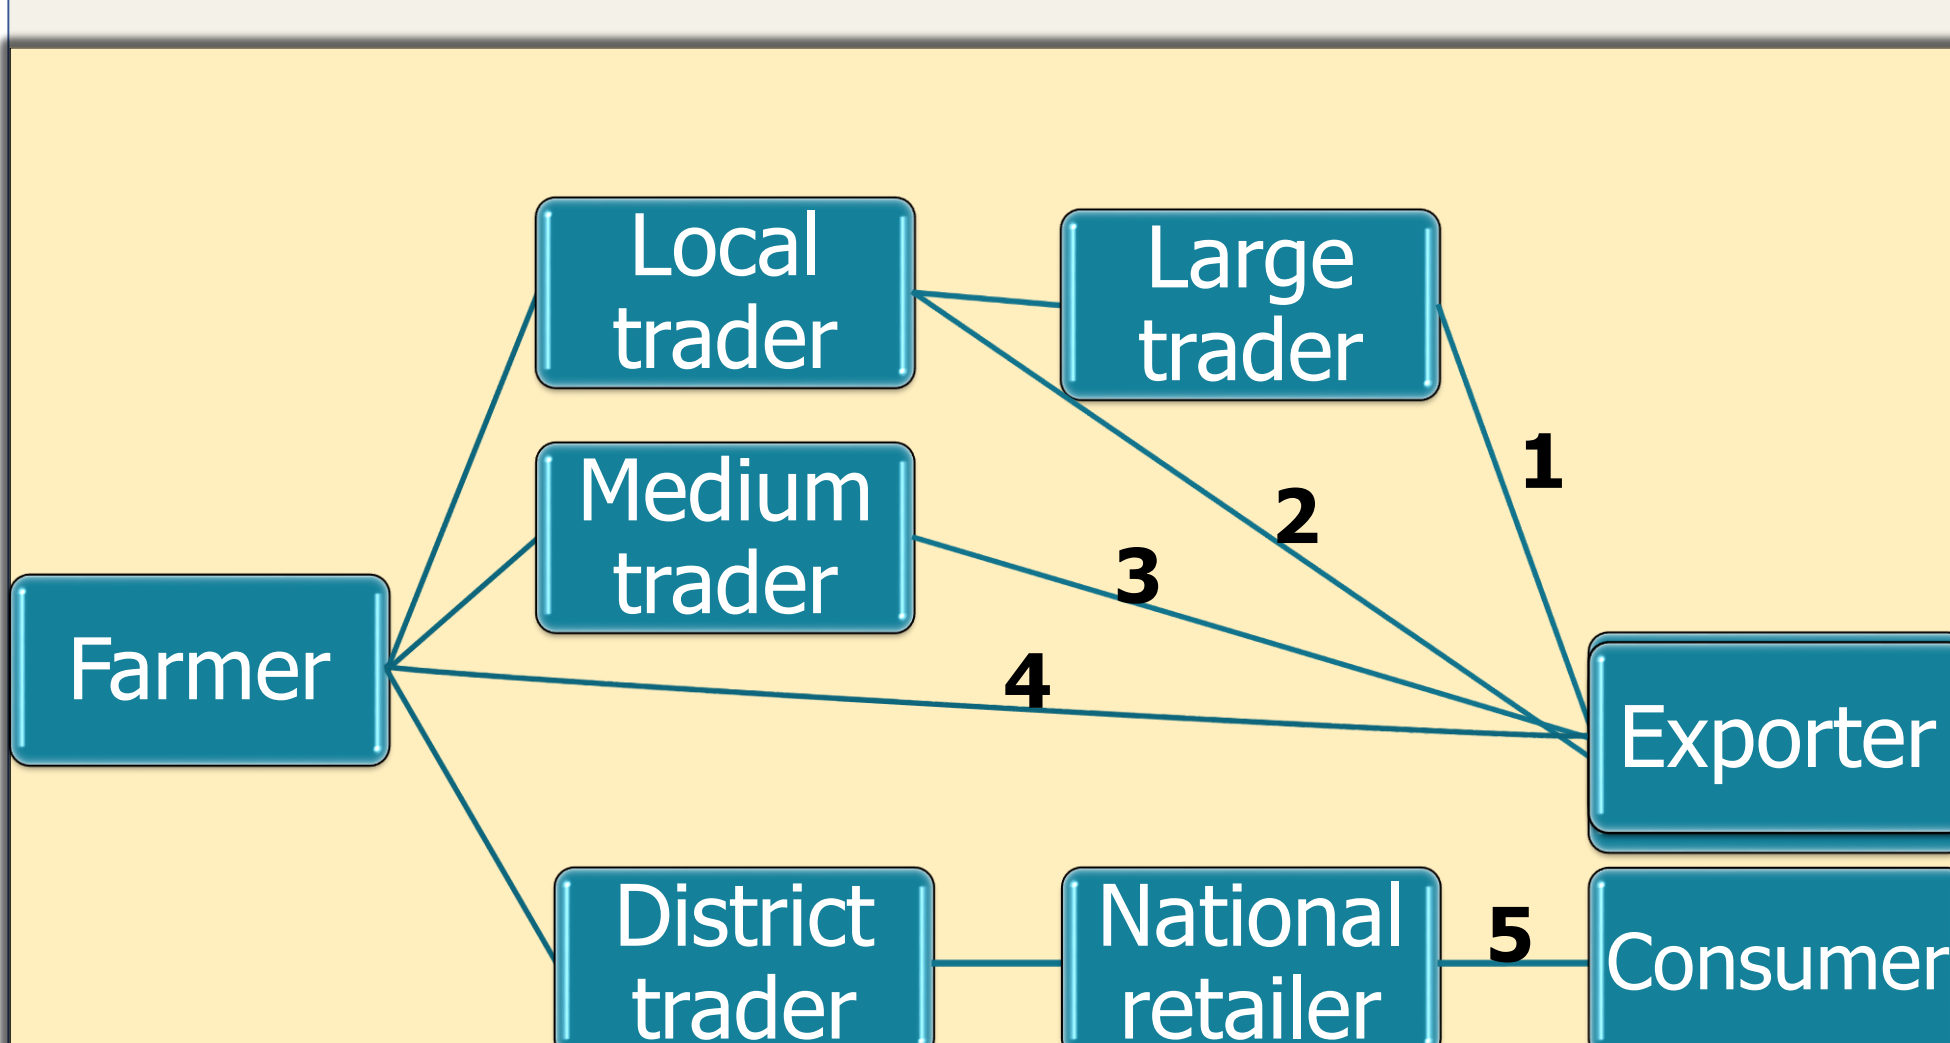 Local
trader
Large
trader
1
Medium
trader
2
3
Farmer
4
Exporter
District
trader
National
retailer
5
Consumer